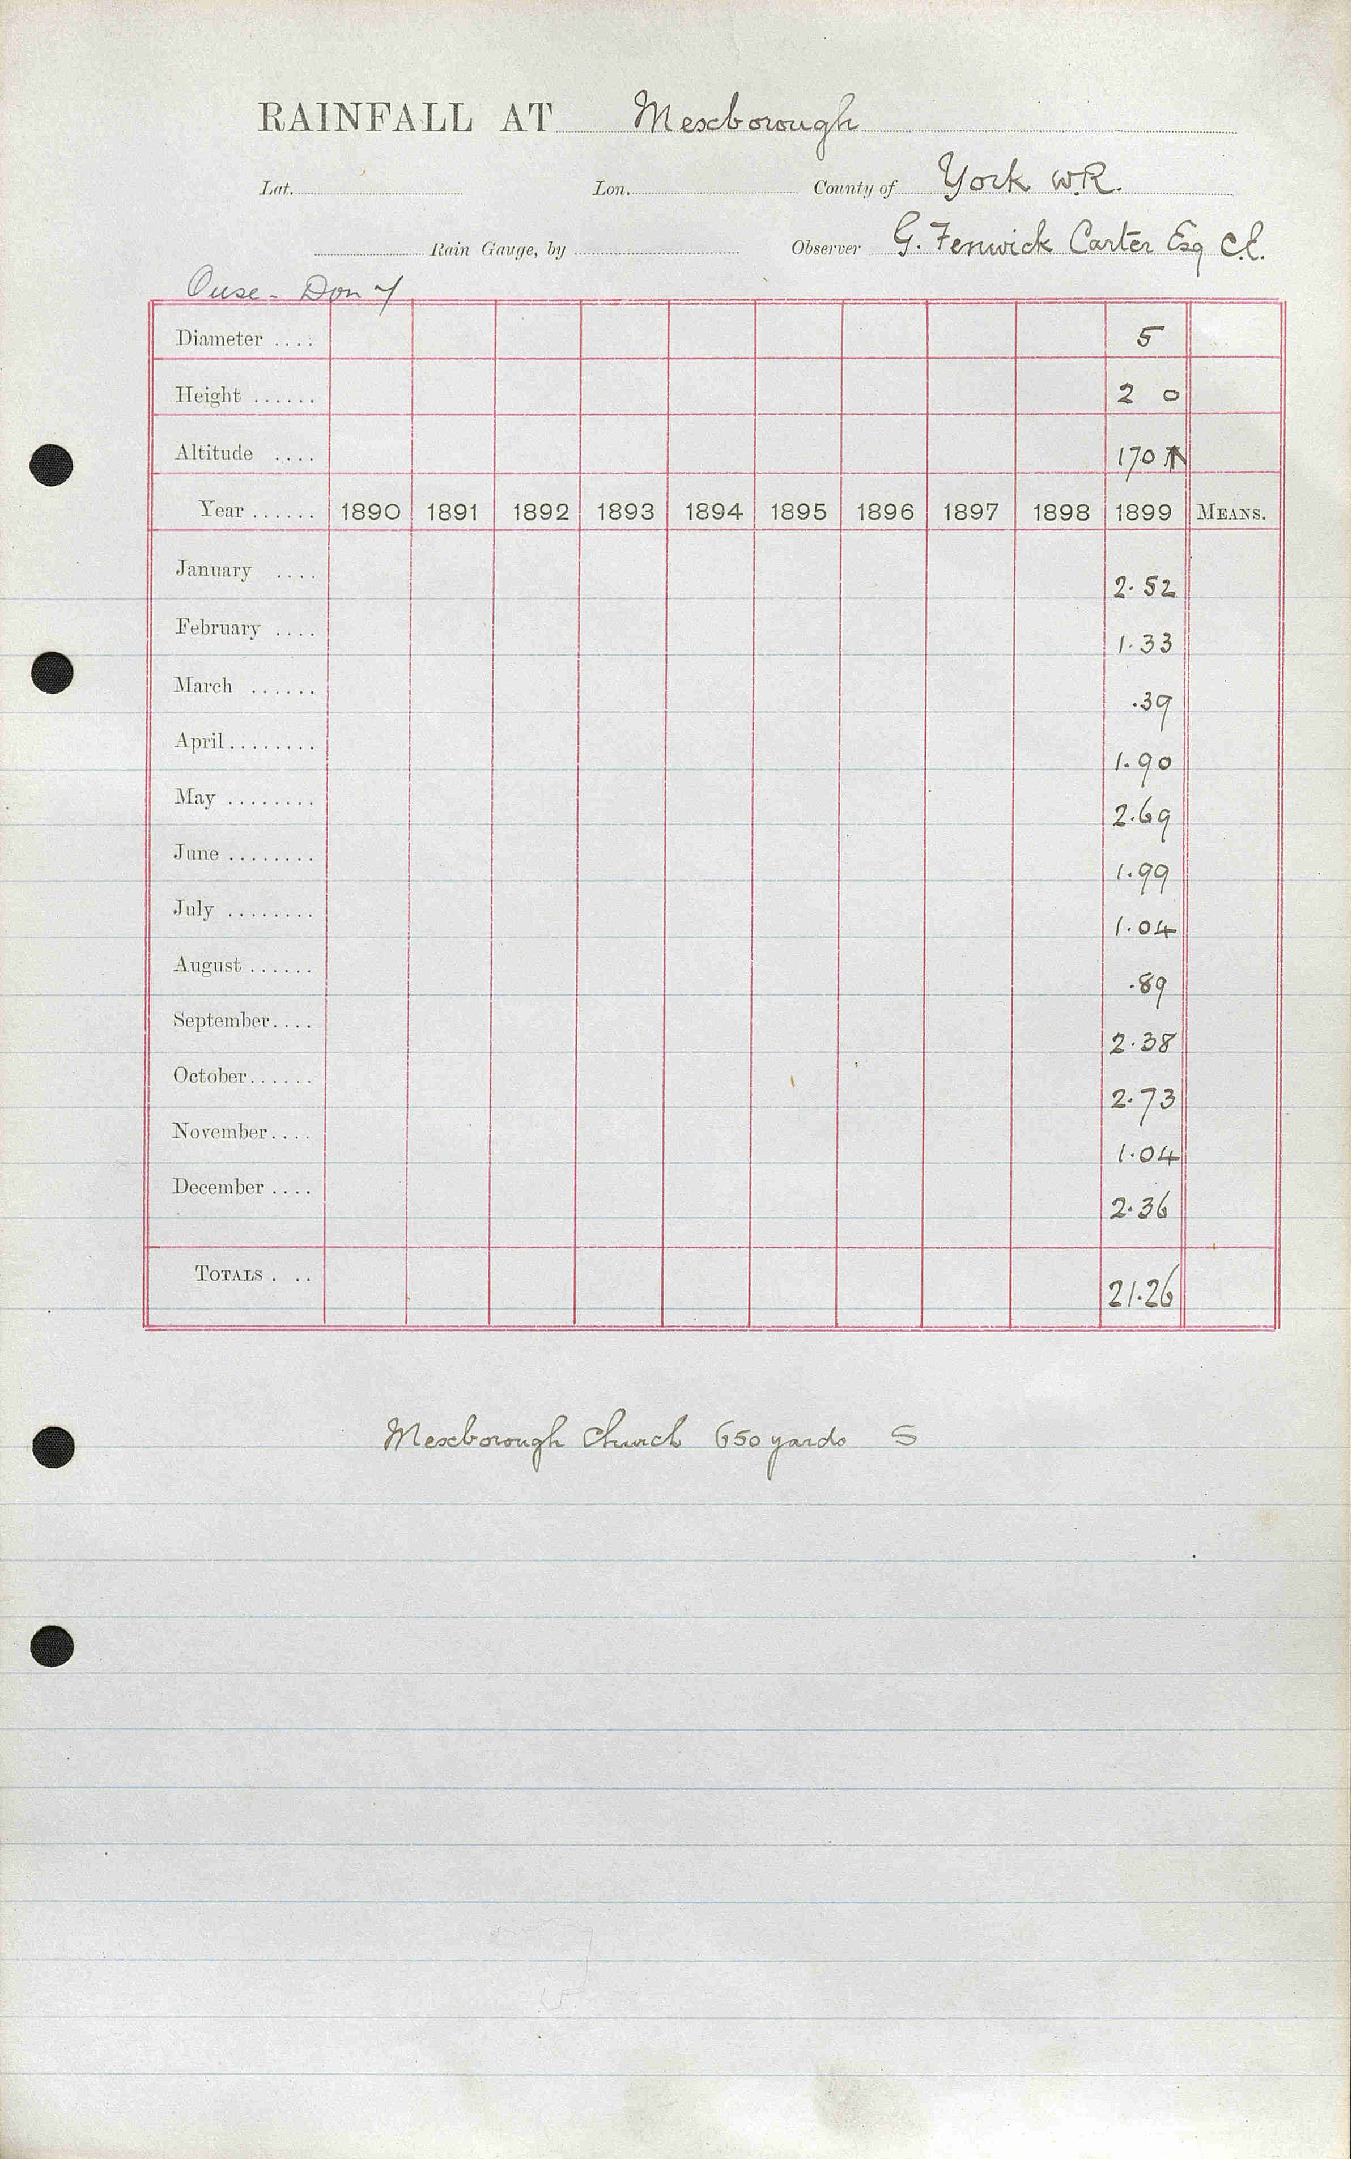 RAINFALL AT Mexborough
Lat. Lon. County of York W.R.
Rain Gauge, by Observer G. Fenwick Carter Esq C.E.
Ouse - Don
Diameter .... 5
Height ...... 2 0
Altitude .... 170
Year ...... 1890 1891 1892 1893 1894 1895 1896 1897 1898 1899 MEANS.
January .... 2.52
February .... 1.33
March ...... .39
April ........ 1.90
May ........ 2.69
June ........ 1.99
July ........ 1.04
August ...... .89
September .... 2.38
October ...... 2.73
November .... 1.04
December .... 2.36
TOTALS . .. 21.26
Mexborough Church 650 yards S